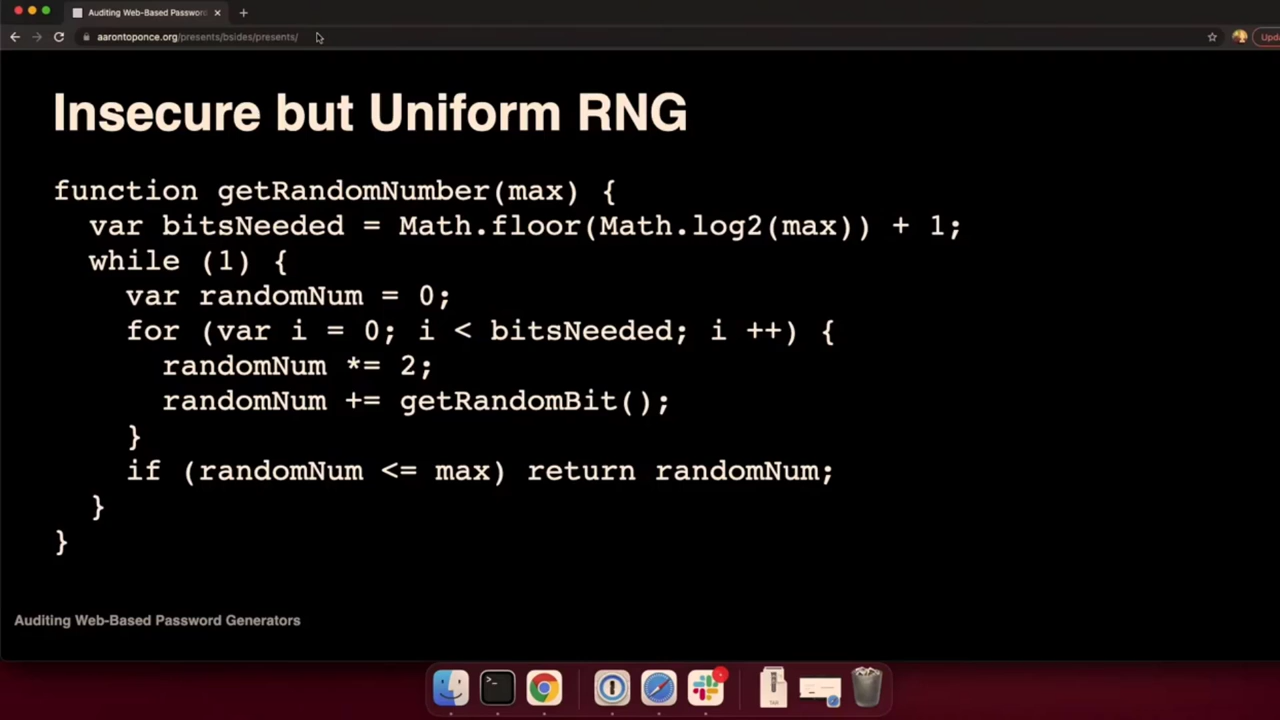 Auditing Web-Based Password
aarontoponce.org/presents/bsides/presents/
Upda
Insecure but Uniform RNG
function getRandomNumber(max) {
  var bitsNeeded = Math.floor(Math.log2(max)) + 1;
  while (1) {
    var randomNum = 0;
    for (var i = 0; i < bitsNeeded; i ++) {
      randomNum *= 2;
      randomNum += getRandomBit();
    }
    if (randomNum <= max) return randomNum;
  }
}
Auditing Web-Based Password Generators